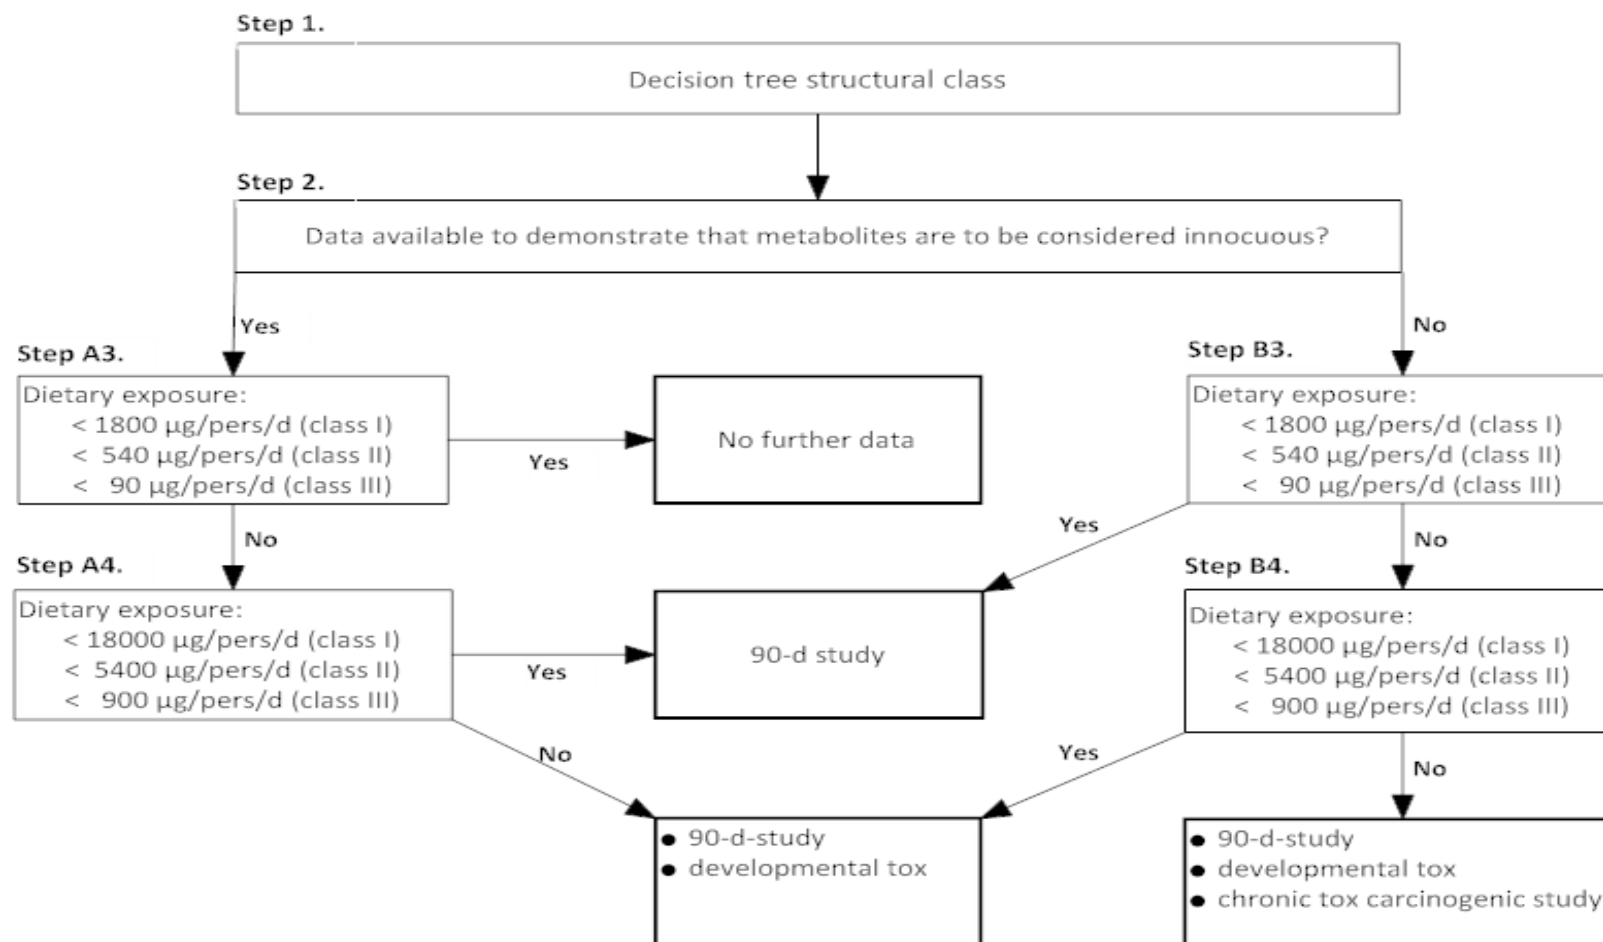 Step 1.
Decision tree structural class
Step 2.
Data available to demonstrate that metabolites are to be considered innocuous?
Yes
No
Step A3.
Dietary exposure:
< 1800 µg/pers/d (class I)
< 540 µg/pers/d (class II)
< 90 µg/pers/d (class III)
Yes
No further data
Step B3.
Dietary exposure:
< 1800 µg/pers/d (class I)
< 540 µg/pers/d (class II)
< 90 µg/pers/d (class III)
No
Yes
No
Step A4.
Dietary exposure:
< 18000 µg/pers/d (class I)
< 5400 µg/pers/d (class II)
< 900 µg/pers/d (class III)
Yes
90-d study
Step B4.
Dietary exposure:
< 18000 µg/pers/d (class I)
< 5400 µg/pers/d (class II)
< 900 µg/pers/d (class III)
No
Yes
No
● 90-d-study
● developmental tox
● 90-d-study
● developmental tox
● chronic tox carcinogenic study